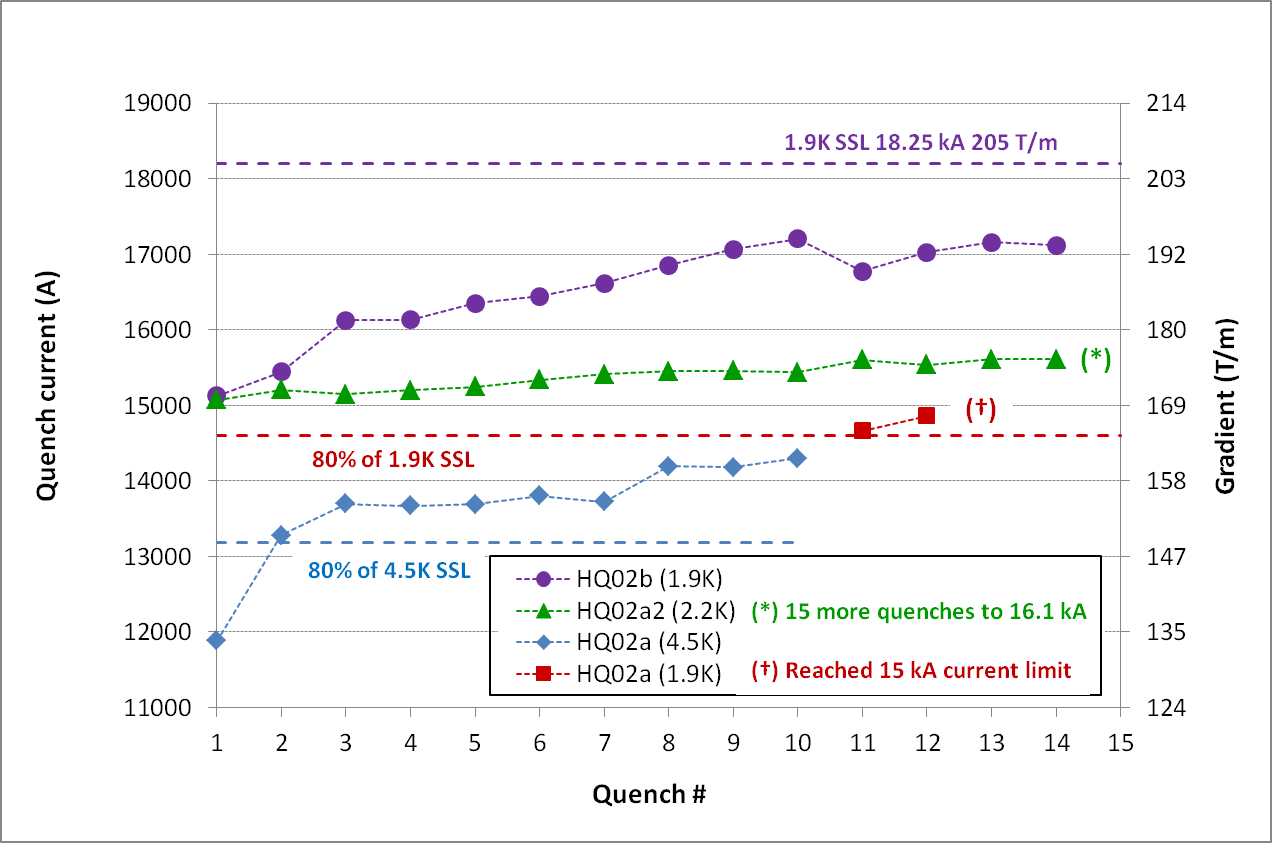 19000
18000
17000
16000
15000
14000
13000
12000
11000
Quench current (A)
214
203
192
180
169
158
147
135
124
Gradient (T/m)
1.9K SSL 18.25 kA 205 T/m
(*)
(†)
80% of 1.9K SSL
80% of 4.5K SSL
HQ02b (1.9K)
HQ02a2 (2.2K) (*) 15 more quenches to 16.1 kA
HQ02a (4.5K)
HQ02a (1.9K) (†) Reached 15 kA current limit
1 2 3 4 5 6 7 8 9 10 11 12 13 14 15
Quench #